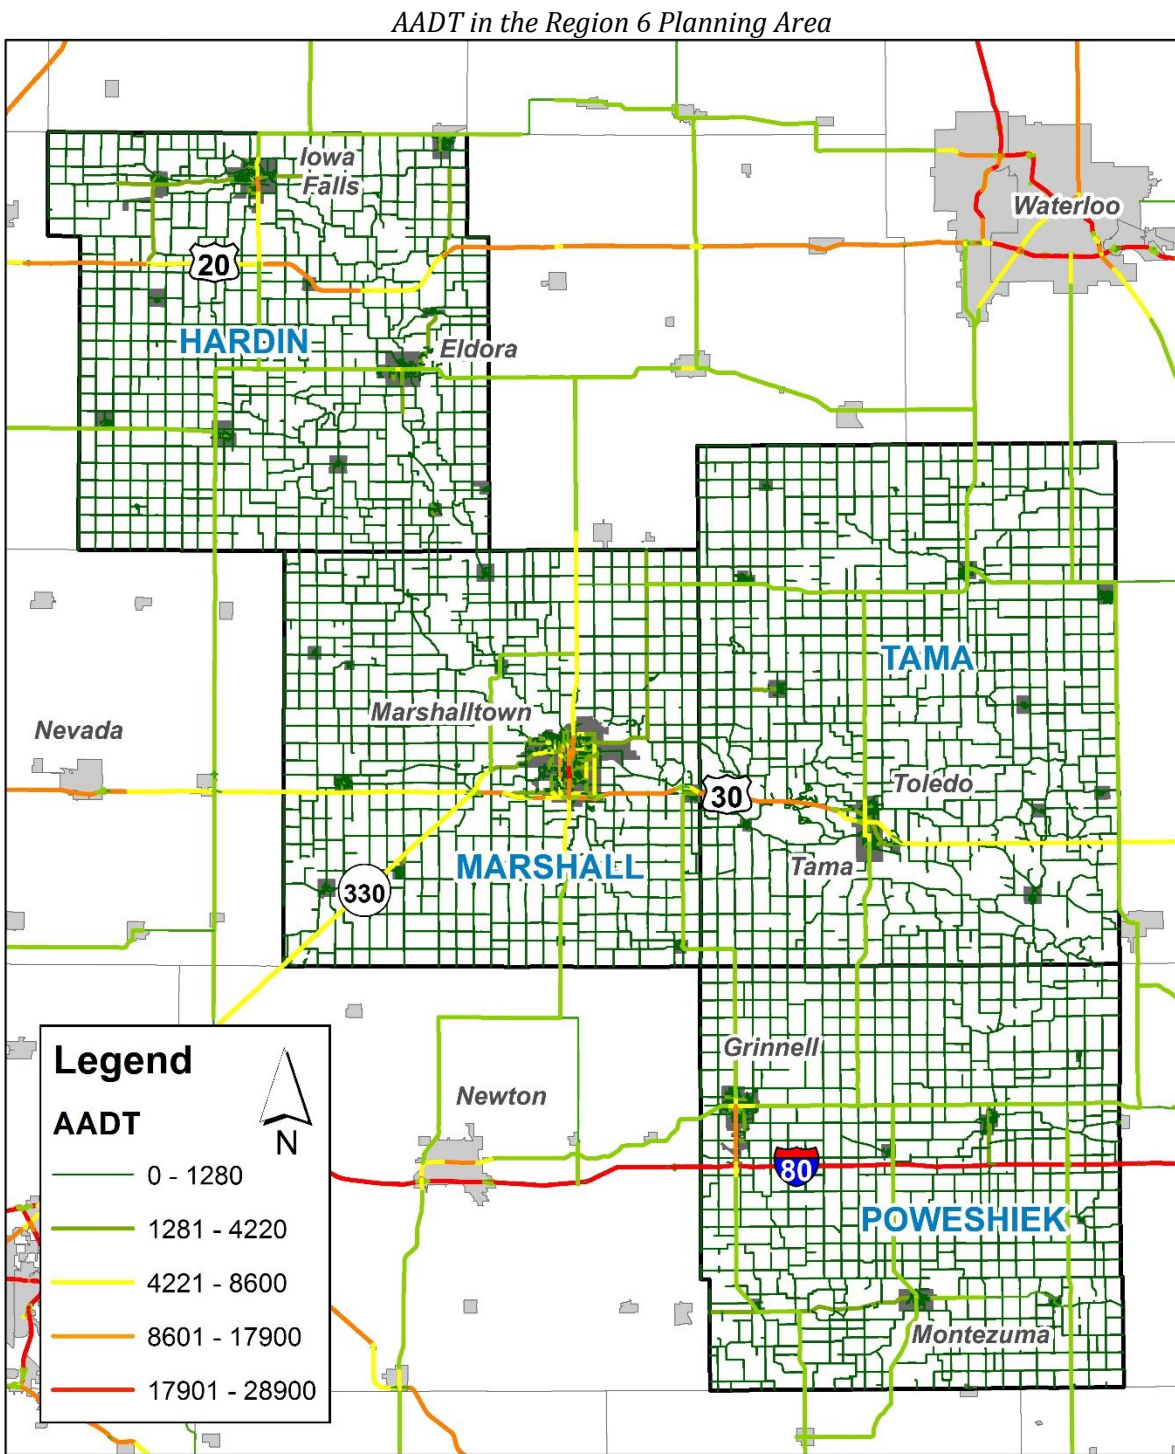 AADT in the Region 6 Planning Area
Iowa
Falls
Waterloo
20
HARDIN
Eldora
TAMA
Marshalltown
Nevada
Toledo
30
Tama
MARSHALL
330
Grinnell
Newton
80
POWESHIEK
Montezuma
Legend
AADT
N
0 - 1280
1281 - 4220
4221 - 8600
8601 - 17900
17901 - 28900